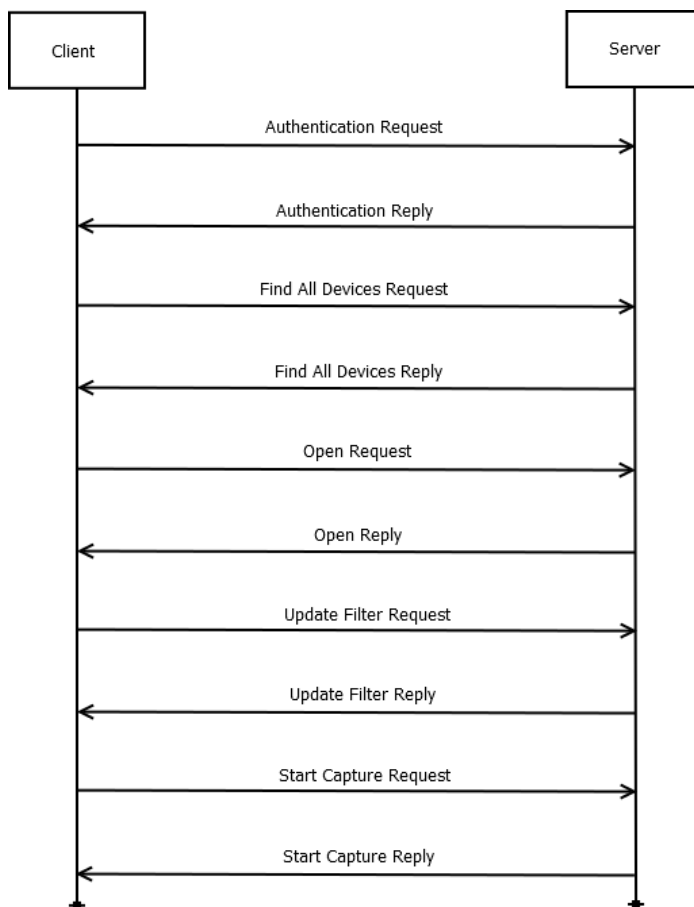 Client
Server
Authentication Request
Authentication Reply
Find All Devices Request
Find All Devices Reply
Open Request
Open Reply
Update Filter Request
Update Filter Reply
Start Capture Request
Start Capture Reply